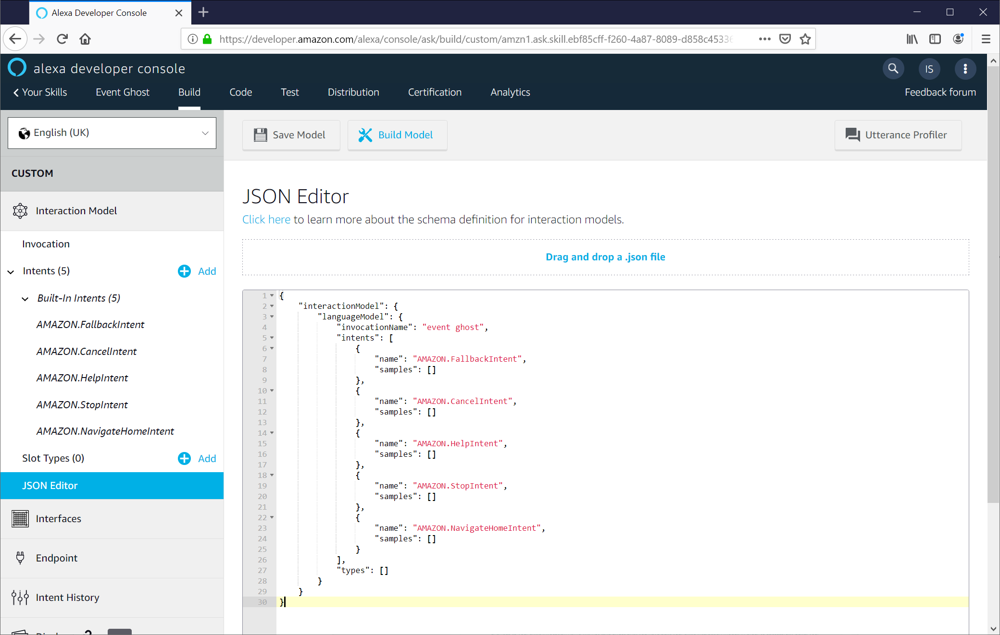 Alexa Developer Console
https://developer.amazon.com/alexa/console/ask/build/custom/amzn1.ask.skill.ebf85cff-f260-4a87-8089-d858c4533
alexa developer console
IS
Your Skills
Event Ghost
Build
Code
Test
Distribution
Certification
Analytics
Feedback forum
English (UK)
Save Model
Build Model
Utterance Profiler
CUSTOM
Interaction Model
Invocation
Intents (5)
Add
Built-In Intents (5)
AMAZON.FallbackIntent
AMAZON.CancelIntent
AMAZON.HelpIntent
AMAZON.StopIntent
AMAZON.NavigateHomeIntent
Slot Types (0)
Add
JSON Editor
Interfaces
Endpoint
Intent History
JSON Editor
Click here to learn more about the schema definition for interaction models.
Drag and drop a .json file
1 {
2 "interactionModel": {
3 "languageModel": {
4 "invocationName": "event ghost",
5 "intents": [
6 {
7 "name": "AMAZON.FallbackIntent",
8 "samples": []
9 },
10 {
11 "name": "AMAZON.CancelIntent",
12 "samples": []
13 },
14 {
15 "name": "AMAZON.HelpIntent",
16 "samples": []
17 },
18 {
19 "name": "AMAZON.StopIntent",
20 "samples": []
21 },
22 {
23 "name": "AMAZON.NavigateHomeIntent",
24 "samples": []
25 }
26 ],
27 "types": []
28 }
29 }
30 }